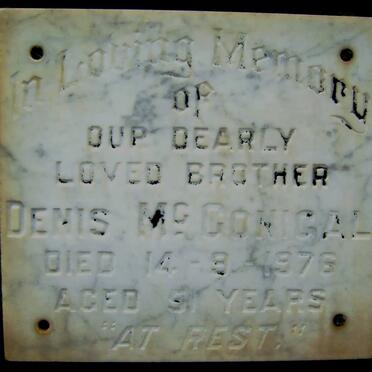 In Loving Memory
of
OUR DEARLY
LOVED BROTHER
DENIS McGONIGAL
DIED 14-8 1976
AGED 51 YEARS
"AT REST."